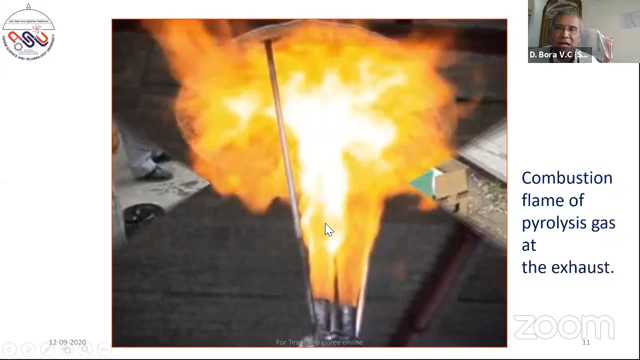 D. Bora V.C (S...
Combustion
flame of
pyrolysis gas
at
the exhaust.
12-09-2020
11
zoom